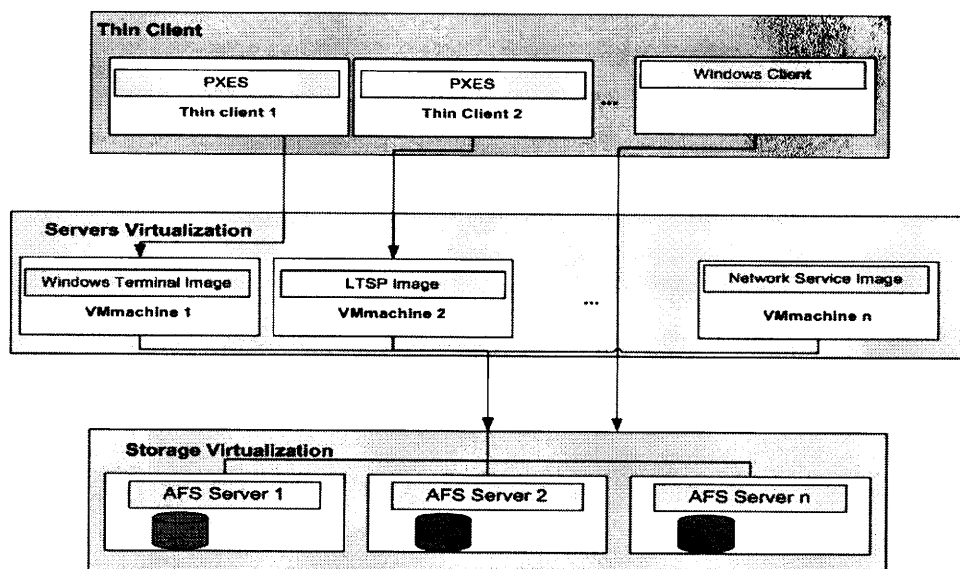 Thin Client
PXES
Thin client 1
PXES
Thin Client 2
...
Windows Client
Servers Virtualization
Windows Terminal Image
VMmachine 1
LTSP Image
VMmachine 2
...
Network Service Image
VMmachine n
Storage Virtualization
AFS Server 1
AFS Server 2
AFS Server n